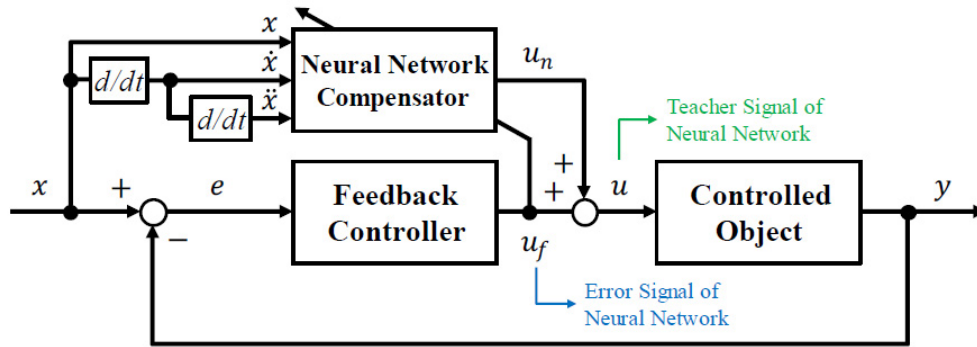 x
ẋ
ẍ
d/dt
d/dt
Neural Network
Compensator
uₙ
Teacher Signal of
Neural Network
x
+
−
e
Feedback
Controller
u_f
+
+
u
Controlled
Object
y
Error Signal of
Neural Network